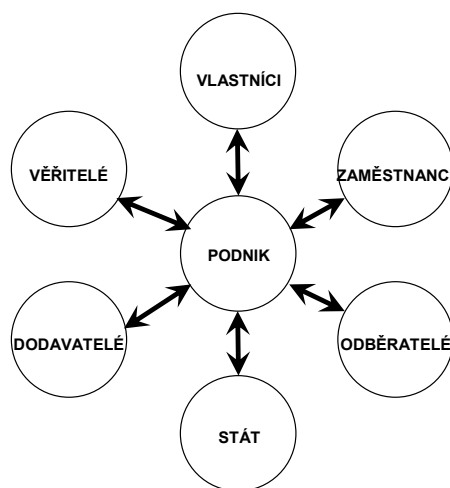 VLASTNÍCI
VĚŘITELÉ
ZAMĚSTNANC
PODNIK
DODAVATELÉ
ODBĚRATELÉ
STÁT